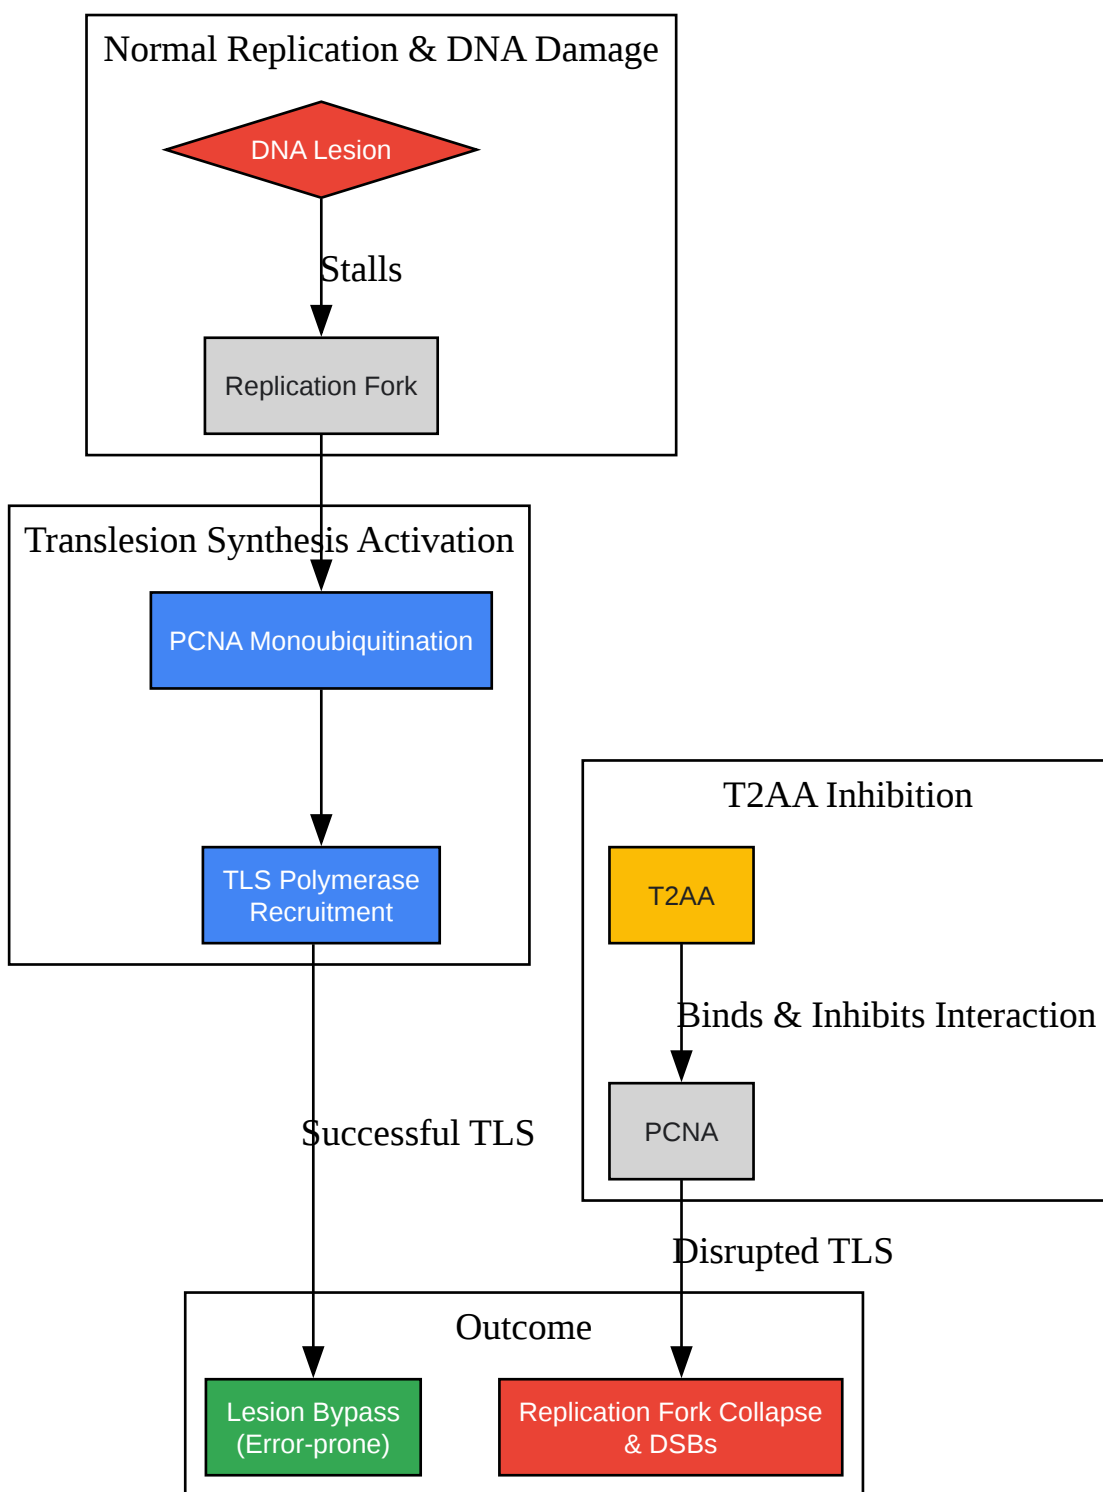 Normal Replication & DNA Damage
DNA Lesion
Stalls
Replication Fork
Translesion Synthesis Activation
PCNA Monoubiquitination
TLS Polymerase
Recruitment
T2AA Inhibition
T2AA
Binds & Inhibits Interaction
PCNA
Successful TLS
Disrupted TLS
Outcome
Lesion Bypass
(Error-prone)
Replication Fork Collapse
& DSBs